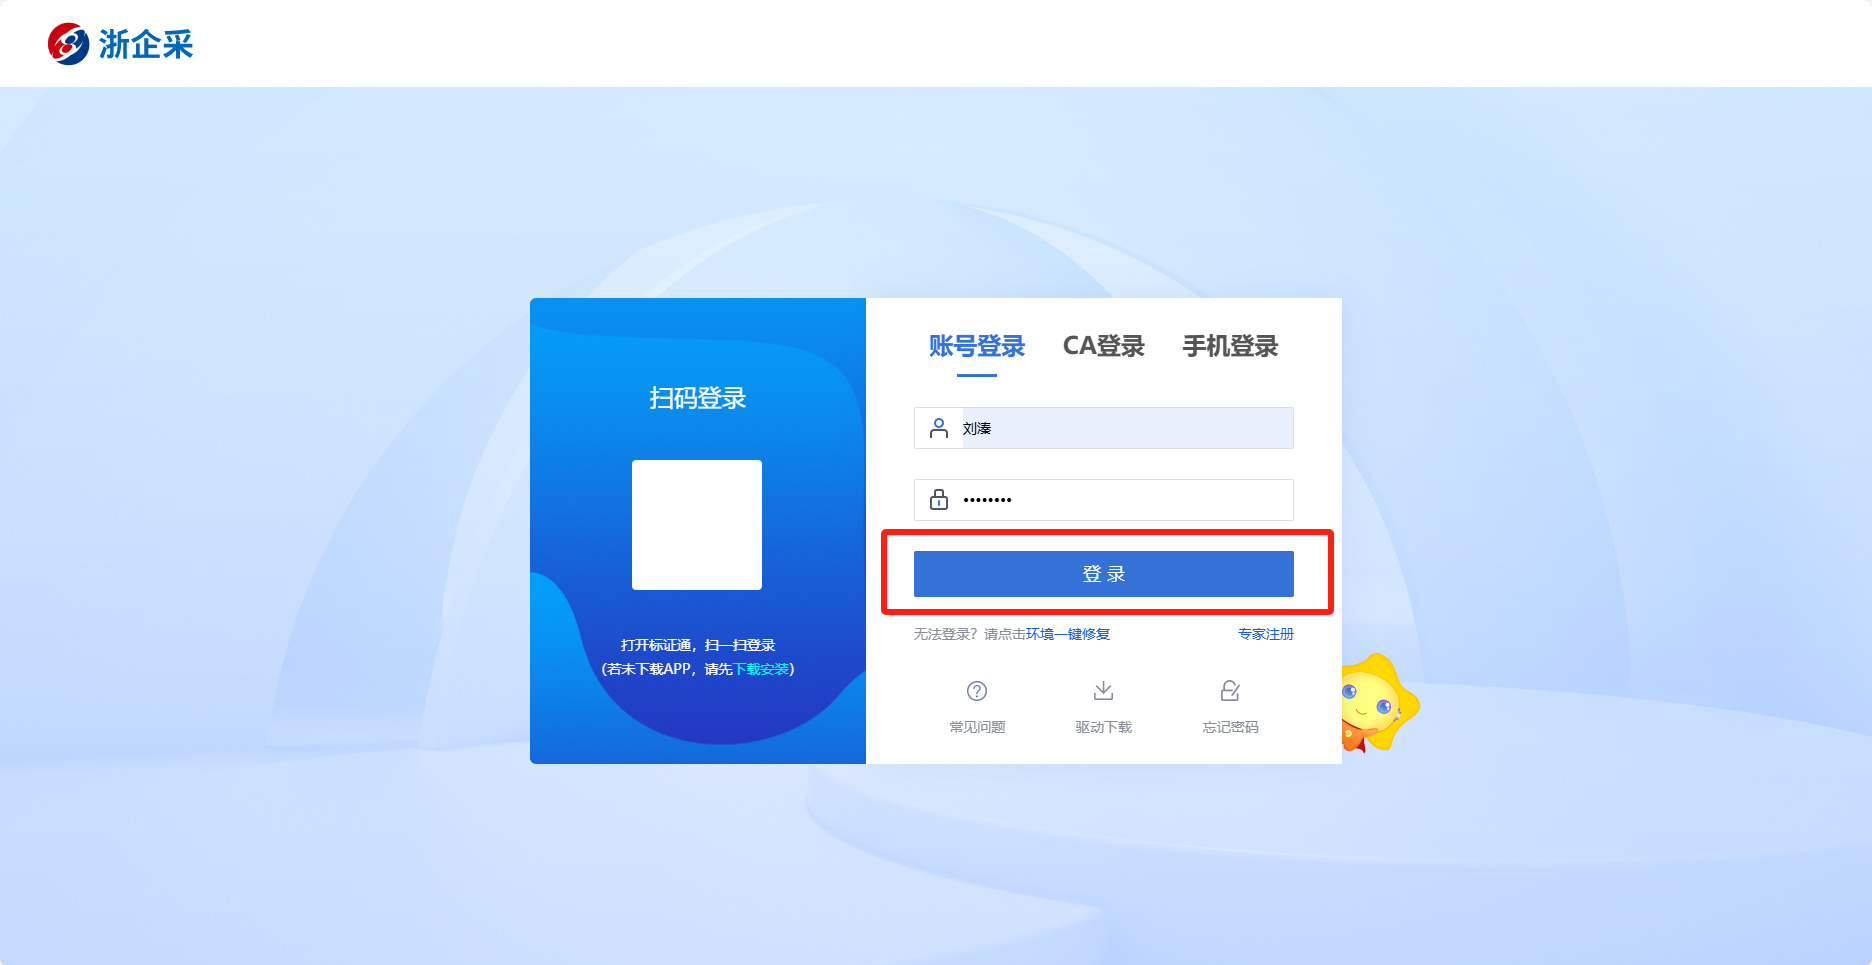 浙企采
扫码登录
打开标证通，扫一扫登录
(若未下载APP，请先下载安装)
账号登录 CA登录 手机登录
刘溱
••••••••
登 录
无法登录？请点击环境一键修复 专家注册
常见问题 驱动下载 忘记密码